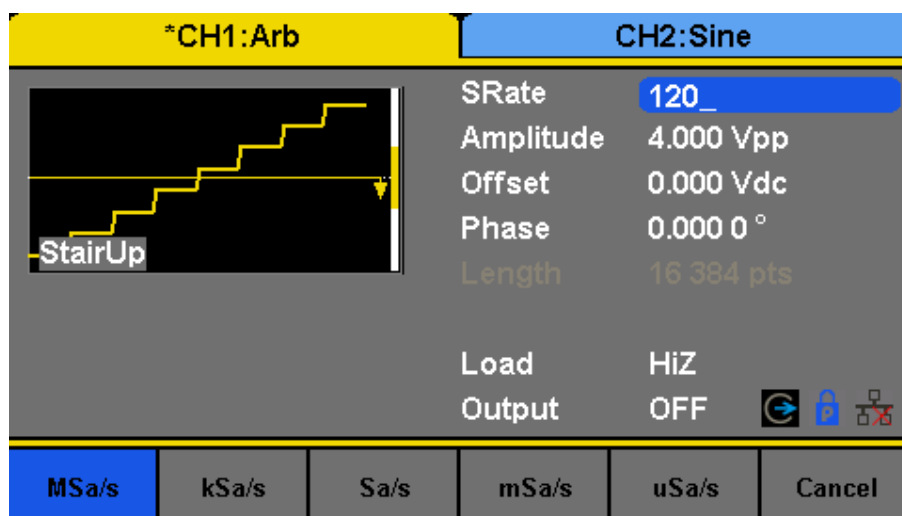 *CH1:Arb
CH2:Sine
StairUp
SRate 120_
Amplitude 4.000 Vpp
Offset 0.000 Vdc
Phase 0.000 0 °
Length 16 384 pts
Load HiZ
Output OFF P
MSa/s kSa/s Sa/s mSa/s uSa/s Cancel